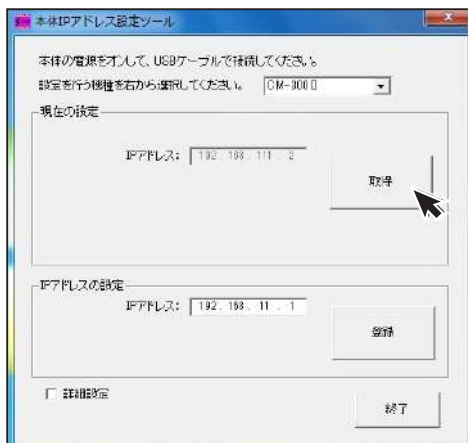 本体IPアドレス設定ツール
本体の電源をオンして、USBケーブルで接続してください。
設定を行う機種を右から選択してください。 CM-800Ⅱ
現在の設定
IPアドレス: 192 . 168 . 111 . 2
取得
IPアドレスの設定
IPアドレス: 192 . 168 . 11 . 1
登録
詳細設定
終了